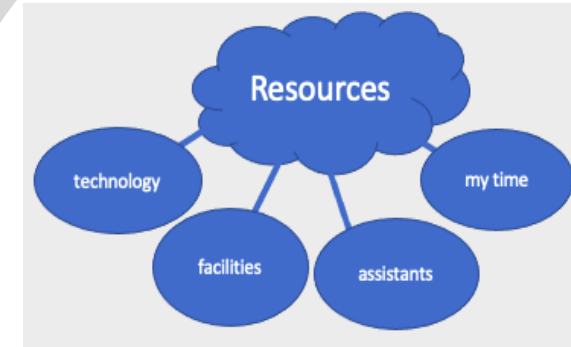 Resources
technology
my time
facilities
assistants